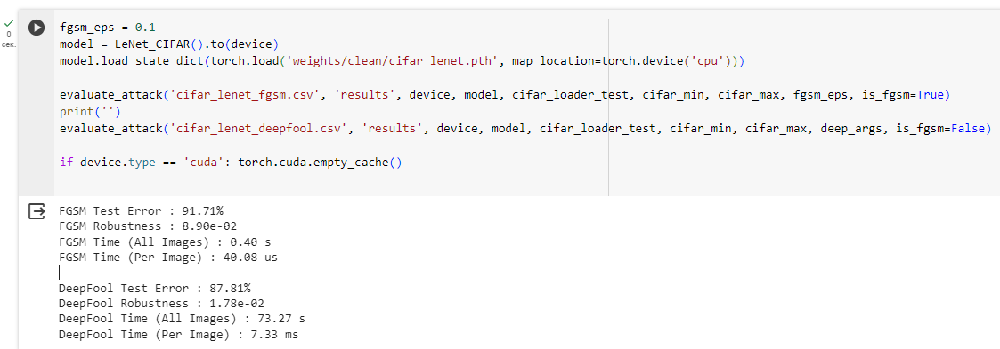 0
сек.
fgsm_eps = 0.1
model = LeNet_CIFAR().to(device)
model.load_state_dict(torch.load('weights/clean/cifar_lenet.pth', map_location=torch.device('cpu')))
evaluate_attack('cifar_lenet_fgsm.csv', 'results', device, model, cifar_loader_test, cifar_min, cifar_max, fgsm_eps, is_fgsm=True)
print('')
evaluate_attack('cifar_lenet_deepfool.csv', 'results', device, model, cifar_loader_test, cifar_min, cifar_max, deep_args, is_fgsm=False)
if device.type == 'cuda': torch.cuda.empty_cache()
FGSM Test Error : 91.71%
FGSM Robustness : 8.90e-02
FGSM Time (All Images) : 0.40 s
FGSM Time (Per Image) : 40.08 us
DeepFool Test Error : 87.81%
DeepFool Robustness : 1.78e-02
DeepFool Time (All Images) : 73.27 s
DeepFool Time (Per Image) : 7.33 ms